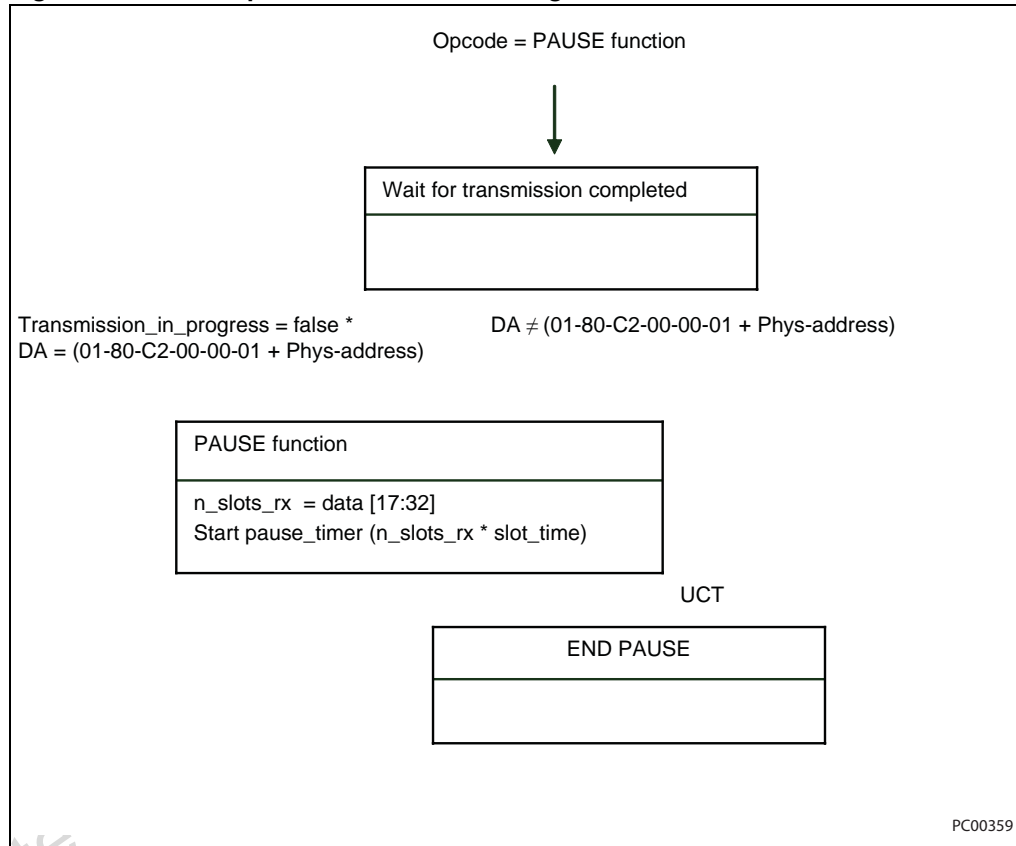 Opcode = PAUSE function
Wait for transmission completed
Transmission_in_progress = false *
DA = (01-80-C2-00-00-01 + Phys-address)
DA ≠ (01-80-C2-00-00-01 + Phys-address)
PAUSE function
n_slots_rx = data [17:32]
Start pause_timer (n_slots_rx * slot_time)
UCT
END PAUSE
PC00359